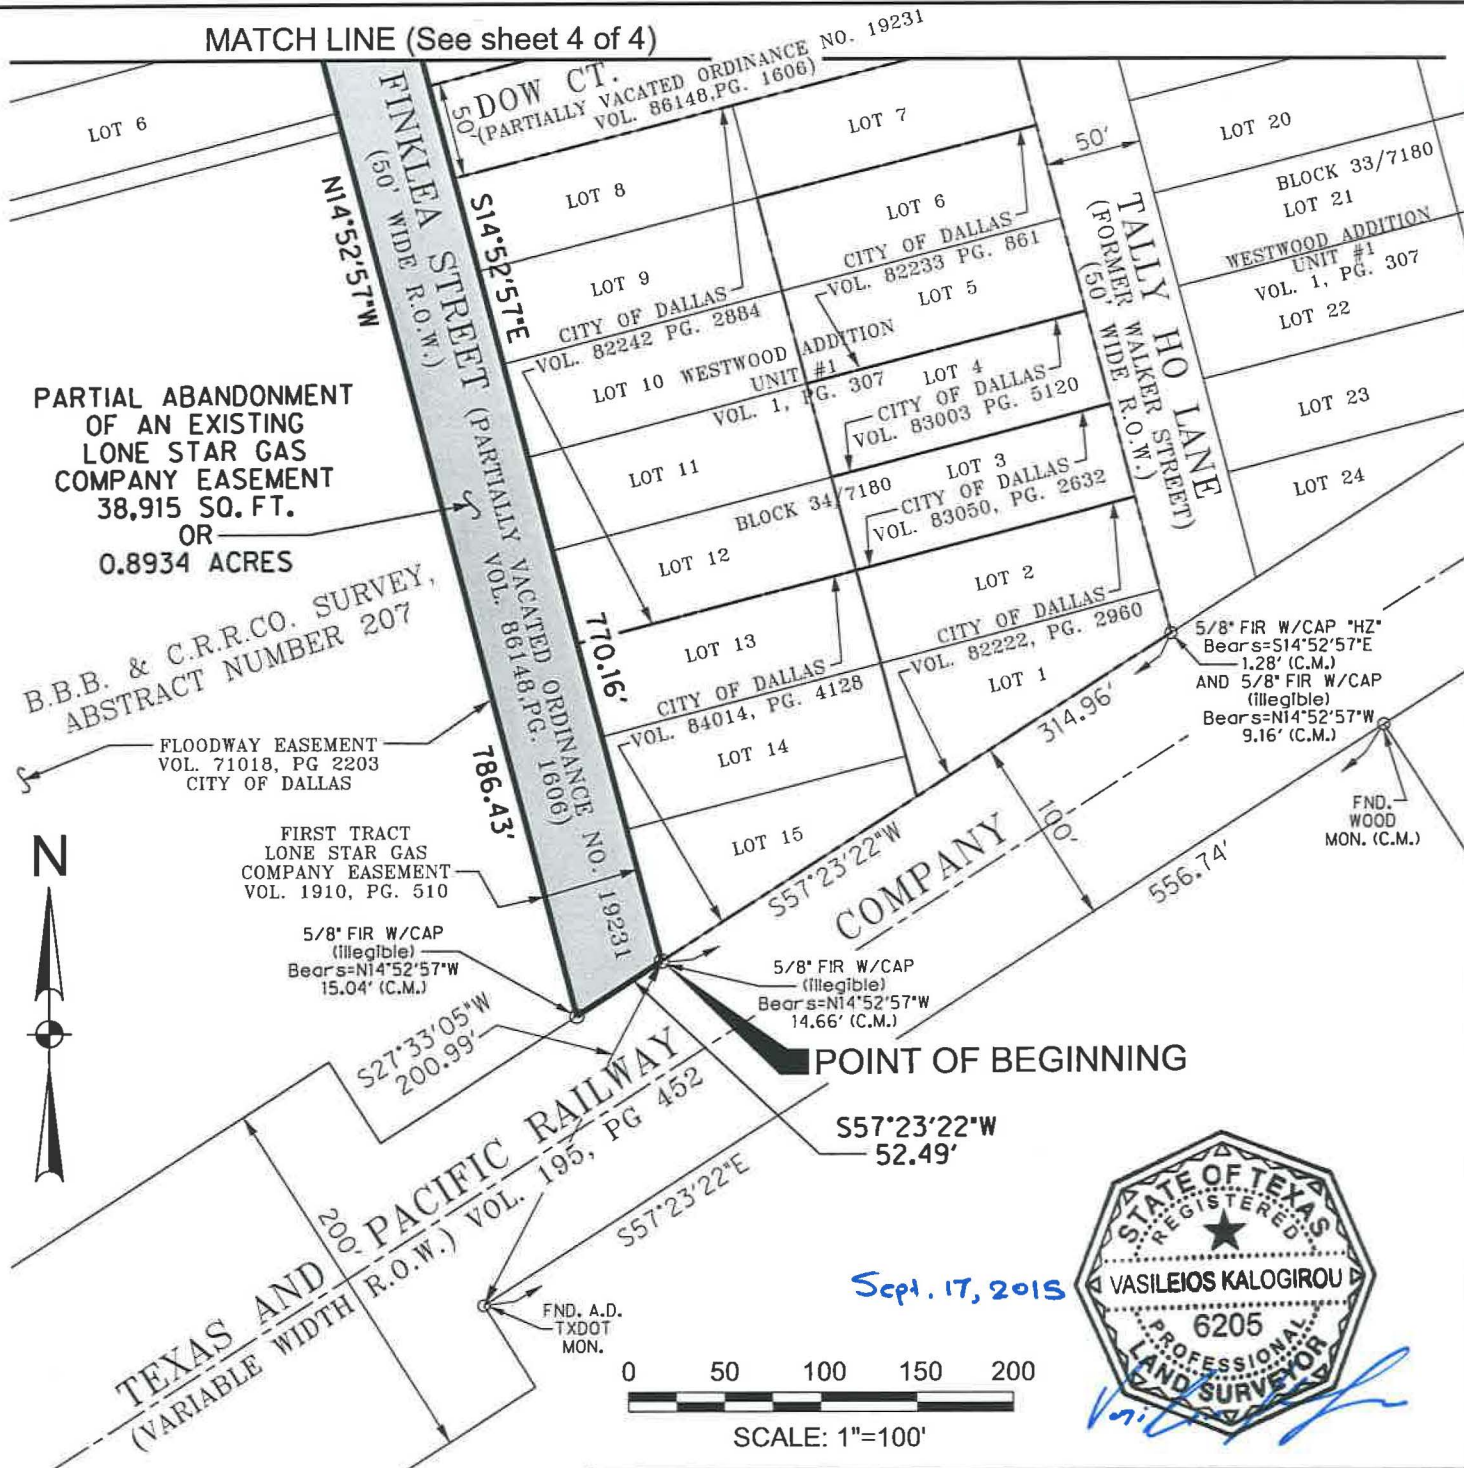 MATCH LINE (See sheet 4 of 4)
DOW CT.
(PARTIALLY VACATED ORDINANCE NO. 19231
VOL. 86148,PG. 1606)
50'
LOT 6
LOT 7
LOT 8
LOT 6
LOT 9
CITY OF DALLAS
VOL. 82242 PG. 2884
CITY OF DALLAS
VOL. 82233 PG. 861
LOT 5
LOT 10 WESTWOOD ADDITION
UNIT #1
VOL. 1, PG. 307
LOT 4
CITY OF DALLAS
VOL. 83003 PG. 5120
LOT 11
BLOCK 34/7180
LOT 3
CITY OF DALLAS
VOL. 83050, PG. 2632
LOT 12
LOT 2
CITY OF DALLAS
VOL. 82222, PG. 2960
LOT 13
CITY OF DALLAS
VOL. 84014, PG. 4128
LOT 1
LOT 14
LOT 15
50'
TALLY HO LANE
(FORMER WALKER STREET)
(50' WIDE R.O.W.)
LOT 20
BLOCK 33/7180
LOT 21
WESTWOOD ADDITION
UNIT #1
VOL. 1, PG. 307
LOT 22
LOT 23
LOT 24
FINKLEA STREET (PARTIALLY VACATED ORDINANCE NO. 19231
(50' WIDE R.O.W.)
VOL. 86148,PG. 1606)
N14°52'57"W
786.43'
S14°52'57"E
770.16'
PARTIAL ABANDONMENT
OF AN EXISTING
LONE STAR GAS
COMPANY EASEMENT
38,915 SQ. FT.
OR
0.8934 ACRES
B.B.B. & C.R.R.CO. SURVEY,
ABSTRACT NUMBER 207
FLOODWAY EASEMENT
VOL. 71018, PG 2203
CITY OF DALLAS
FIRST TRACT
LONE STAR GAS
COMPANY EASEMENT
VOL. 1910, PG. 510
5/8" FIR W/CAP
(illegible)
Bears=N14°52'57"W
15.04' (C.M.)
5/8" FIR W/CAP "HZ"
Bears=S14°52'57"E
1.28' (C.M.)
AND 5/8" FIR W/CAP
(illegible)
Bears=N14°52'57"W
9.16' (C.M.)
FND.
WOOD
MON. (C.M.)
314.96'
S57°23'22"W
100'
556.74'
5/8" FIR W/CAP
(illegible)
Bears=N14°52'57"W
14.66' (C.M.)
POINT OF BEGINNING
S57°23'22"W
52.49'
S27°33'05"W
200.99'
N
TEXAS AND PACIFIC RAILWAY COMPANY
(VARIABLE WIDTH R.O.W.) VOL. 195, PG 452
200'
S57°23'22"E
FND. A.D.
TXDOT
MON.
0 50 100 150 200
SCALE: 1"=100'
Sept. 17, 2015
STATE OF TEXAS
REGISTERED
VASILEIOS KALOGIROU
6205
PROFESSIONAL
LAND SURVEYOR